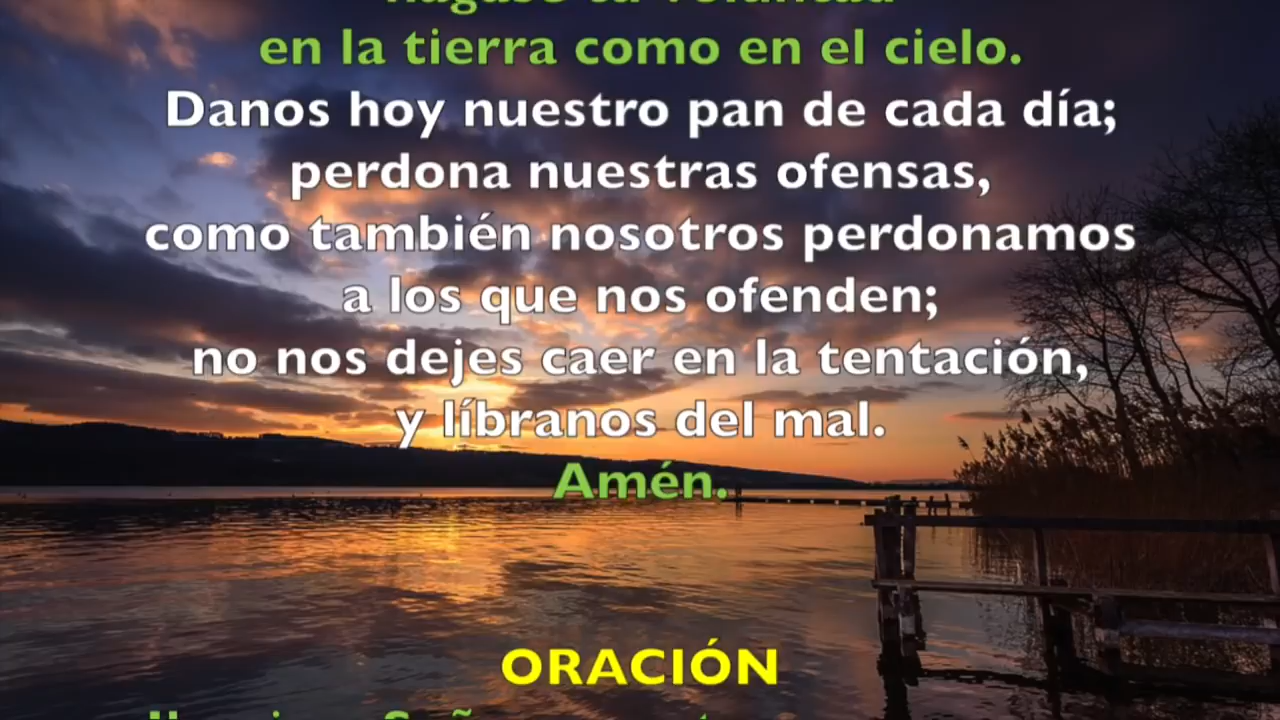 en la tierra como en el cielo.
Danos hoy nuestro pan de cada día;
perdona nuestras ofensas,
como también nosotros perdonamos
a los que nos ofenden;
no nos dejes caer en la tentación,
y líbranos del mal.
Amén.
ORACIÓN